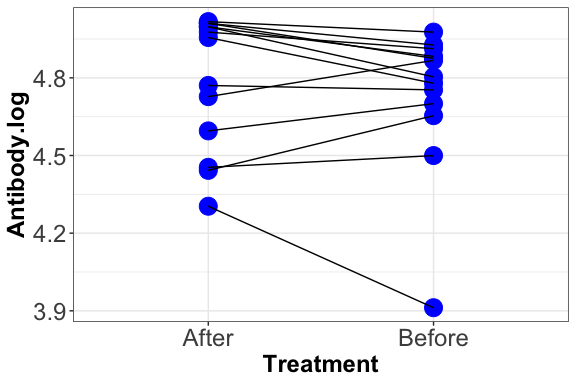 Antibody.log
4.8
4.5
4.2
3.9
After Before
Treatment